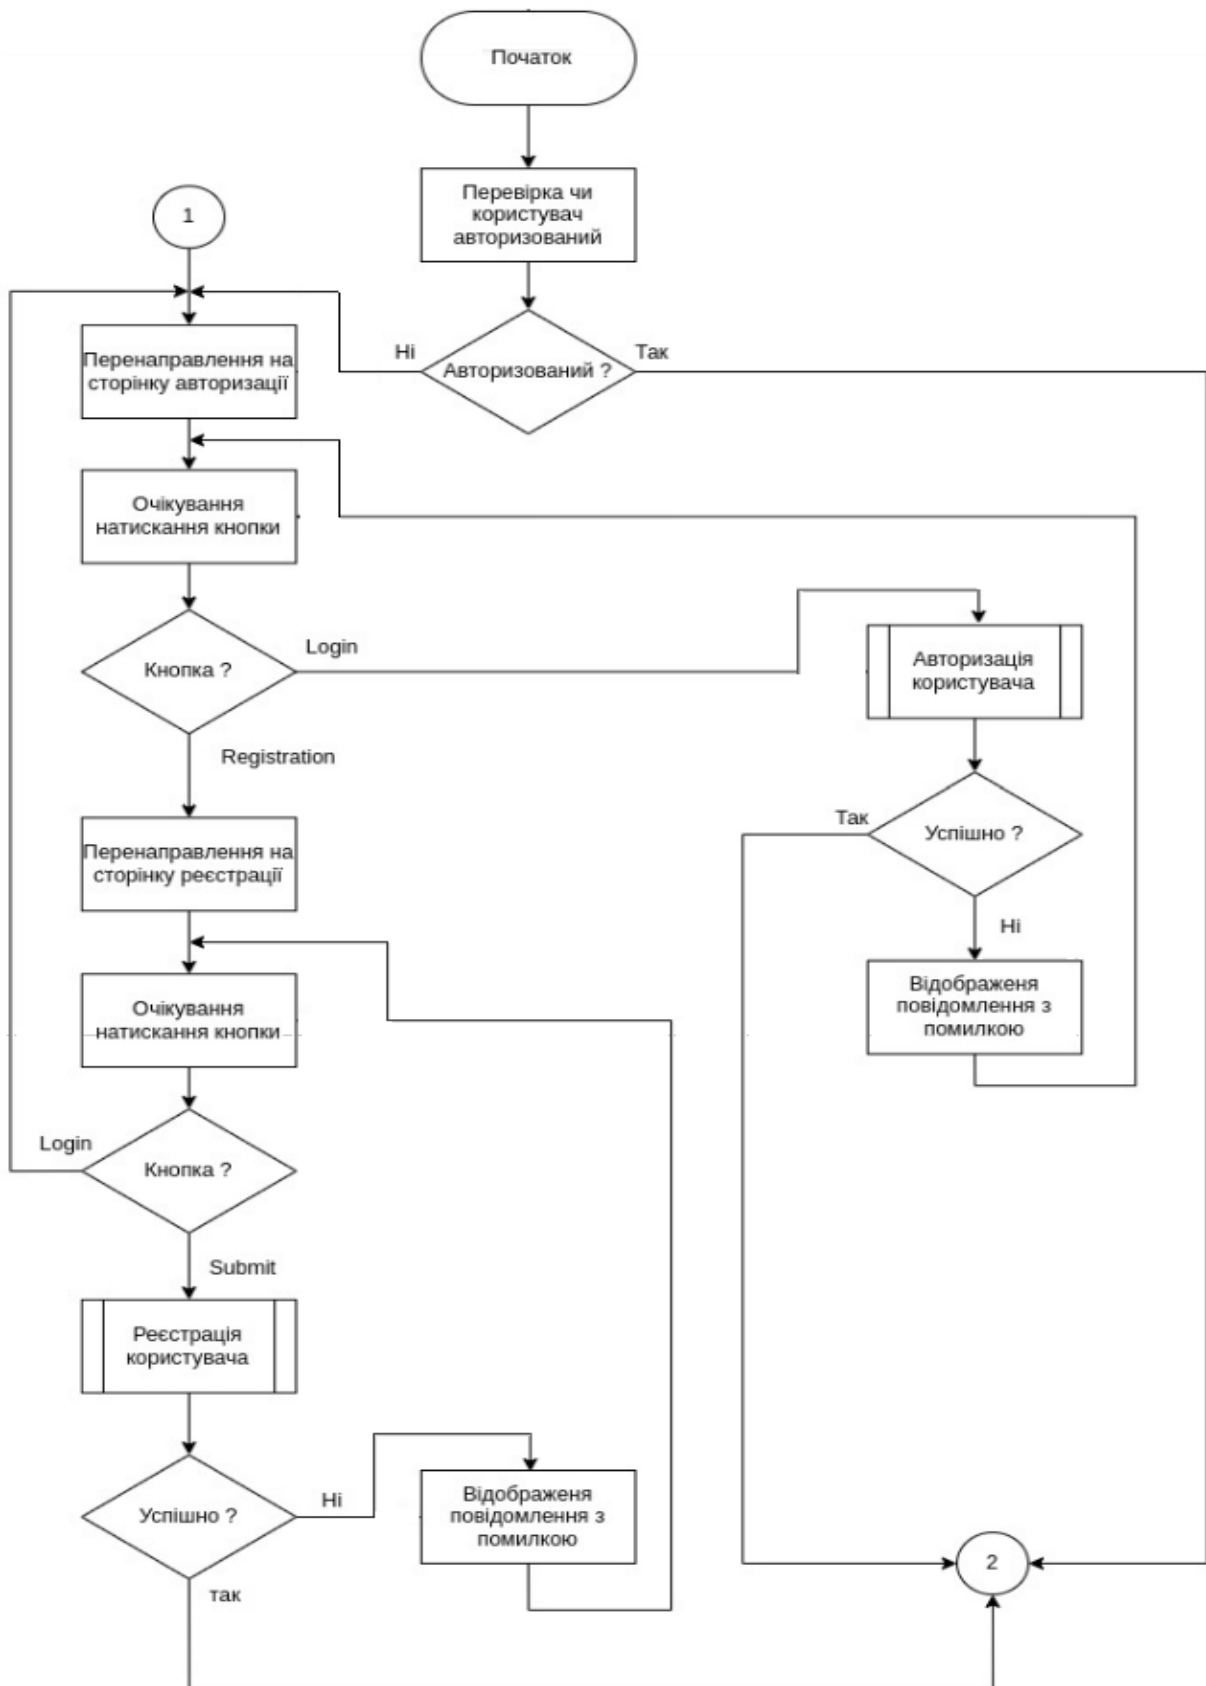 Початок
Перевірка чи
користувач
авторизований
1
Ні
Авторизований ?
Так
Перенаправлення на
сторінку авторизації
Очікування
натискання кнопки
Кнопка ?
Login
Авторизація
користувача
Registration
Перенаправлення на
сторінку реєстрації
Так
Успішно ?
Ні
Відображеня
повідомлення з
помилкою
Очікування
натискання кнопки
Login
Кнопка ?
Submit
Реєстрація
користувача
Успішно ?
Ні
Відображеня
повідомлення з
помилкою
так
2